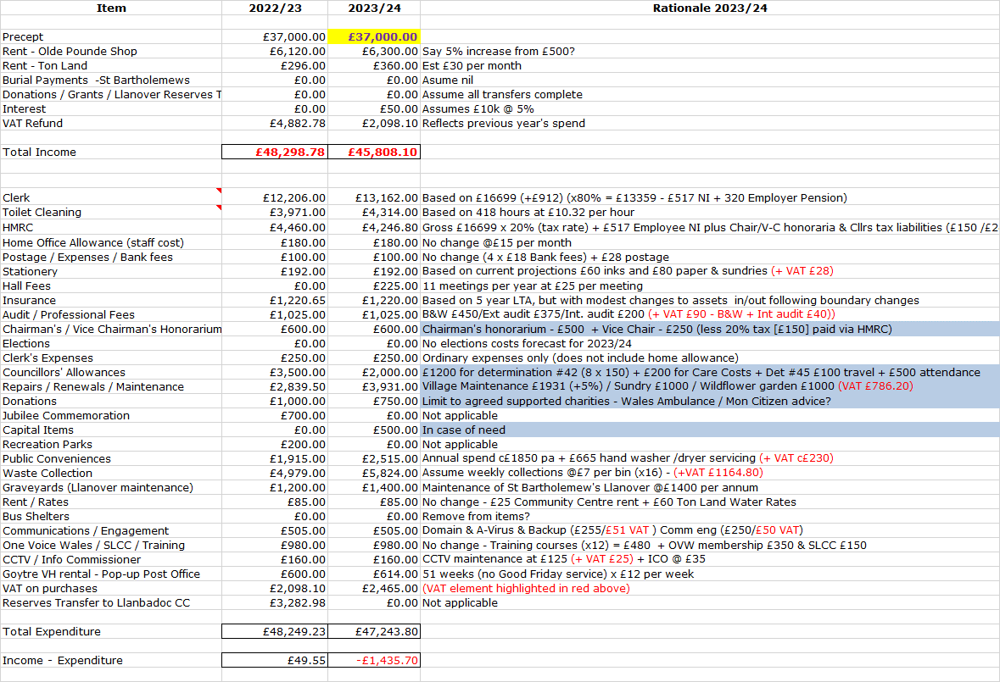 Item 2022/23 2023/24 Rationale 2023/24
Precept £37,000.00 £37,000.00
Rent - Olde Pounde Shop £6,120.00 £6,300.00 Say 5% increase from £500?
Rent - Ton Land £296.00 £360.00 Est £30 per month
Burial Payments -St Bartholemews £0.00 £0.00 Asume nil
Donations / Grants / Llanover Reserves T £0.00 £0.00 Assume all transfers complete
Interest £0.00 £50.00 Assumes £10k @ 5%
VAT Refund £4,882.78 £2,098.10 Reflects previous year's spend
Total Income £48,298.78 £45,808.10
Clerk £12,206.00 £13,162.00 Based on £16699 (+£912) (x80% = £13359 - £517 NI + 320 Employer Pension)
Toilet Cleaning £3,971.00 £4,314.00 Based on 418 hours at £10.32 per hour
HMRC £4,460.00 £4,246.80 Gross £16699 x 20% (tax rate) + £517 Employee NI plus Chair/V-C honoraria & Cllrs tax liabilities (£150 /£2
Home Office Allowance (staff cost) £180.00 £180.00 No change @£15 per month
Postage / Expenses / Bank fees £100.00 £100.00 No change (4 x £18 Bank fees) + £28 postage
Stationery £192.00 £192.00 Based on current projections £60 inks and £80 paper & sundries (+ VAT £28)
Hall Fees £0.00 £225.00 11 meetings per year at £25 per meeting
Insurance £1,220.65 £1,220.00 Based on 5 year LTA, but with modest changes to assets in/out following boundary changes
Audit / Professional Fees £1,025.00 £1,025.00 B&W £450/Ext audit £375/Int. audit £200 (+ VAT £90 - B&W + Int audit £40))
Chairman's / Vice Chairman's Honorarium £600.00 £600.00 Chairman's honorarium - £500 + Vice Chair - £250 (less 20% tax [£150] paid via HMRC)
Elections £0.00 £0.00 No elections costs forecast for 2023/24
Clerk's Expenses £250.00 £250.00 Ordinary expenses only (does not include home allowance)
Councillors' Allowances £3,500.00 £2,000.00 £1200 for determination #42 (8 x 150) + £200 for Care Costs + Det #45 £100 travel + £500 attendance
Repairs / Renewals / Maintenance £2,839.50 £3,931.00 Village Maintenance £1931 (+5%) / Sundry £1000 / Wildflower garden £1000 (VAT £786.20)
Donations £1,000.00 £750.00 Limit to agreed supported charities - Wales Ambulance / Mon Citizen advice?
Jubilee Commemoration £700.00 £0.00 Not applicable
Capital Items £0.00 £500.00 In case of need
Recreation Parks £200.00 £0.00 Not applicable
Public Conveniences £1,915.00 £2,515.00 Annual spend c£1850 pa + £665 hand washer /dryer servicing (+ VAT c£230)
Waste Collection £4,979.00 £5,824.00 Assume weekly collections @£7 per bin (x16) - (+VAT £1164.80)
Graveyards (Llanover maintenance) £1,200.00 £1,400.00 Maintenance of St Bartholemew's Llanover @£1400 per annum
Rent / Rates £85.00 £85.00 No change - £25 Community Centre rent + £60 Ton Land Water Rates
Bus Shelters £0.00 £0.00 Remove from items?
Communications / Engagement £505.00 £505.00 Domain & A-Virus & Backup (£255/£51 VAT ) Comm eng (£250/£50 VAT)
One Voice Wales / SLCC / Training £980.00 £980.00 No change - Training courses (x12) = £480 + OVW membership £350 & SLCC £150
CCTV / Info Commissioner £160.00 £160.00 CCTV maintenance at £125 (+ VAT £25) + ICO @ £35
Goytre VH rental - Pop-up Post Office £600.00 £614.00 51 weeks (no Good Friday service) x £12 per week
VAT on purchases £2,098.10 £2,465.00 (VAT element highlighted in red above)
Reserves Transfer to Llanbadoc CC £3,282.98 £0.00 Not applicable
Total Expenditure £48,249.23 £47,243.80
Income - Expenditure £49.55 -£1,435.70